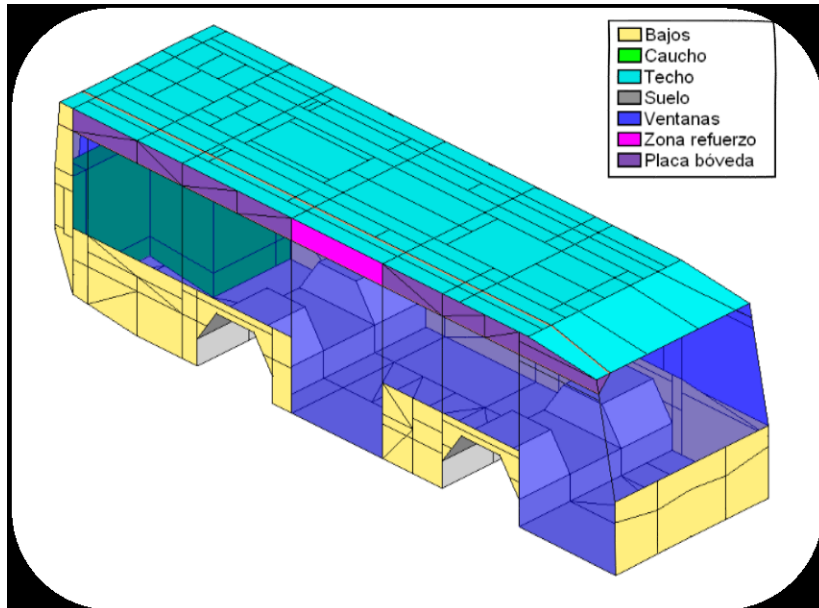 Bajos
Caucho
Techo
Suelo
Ventanas
Zona refuerzo
Placa bóveda